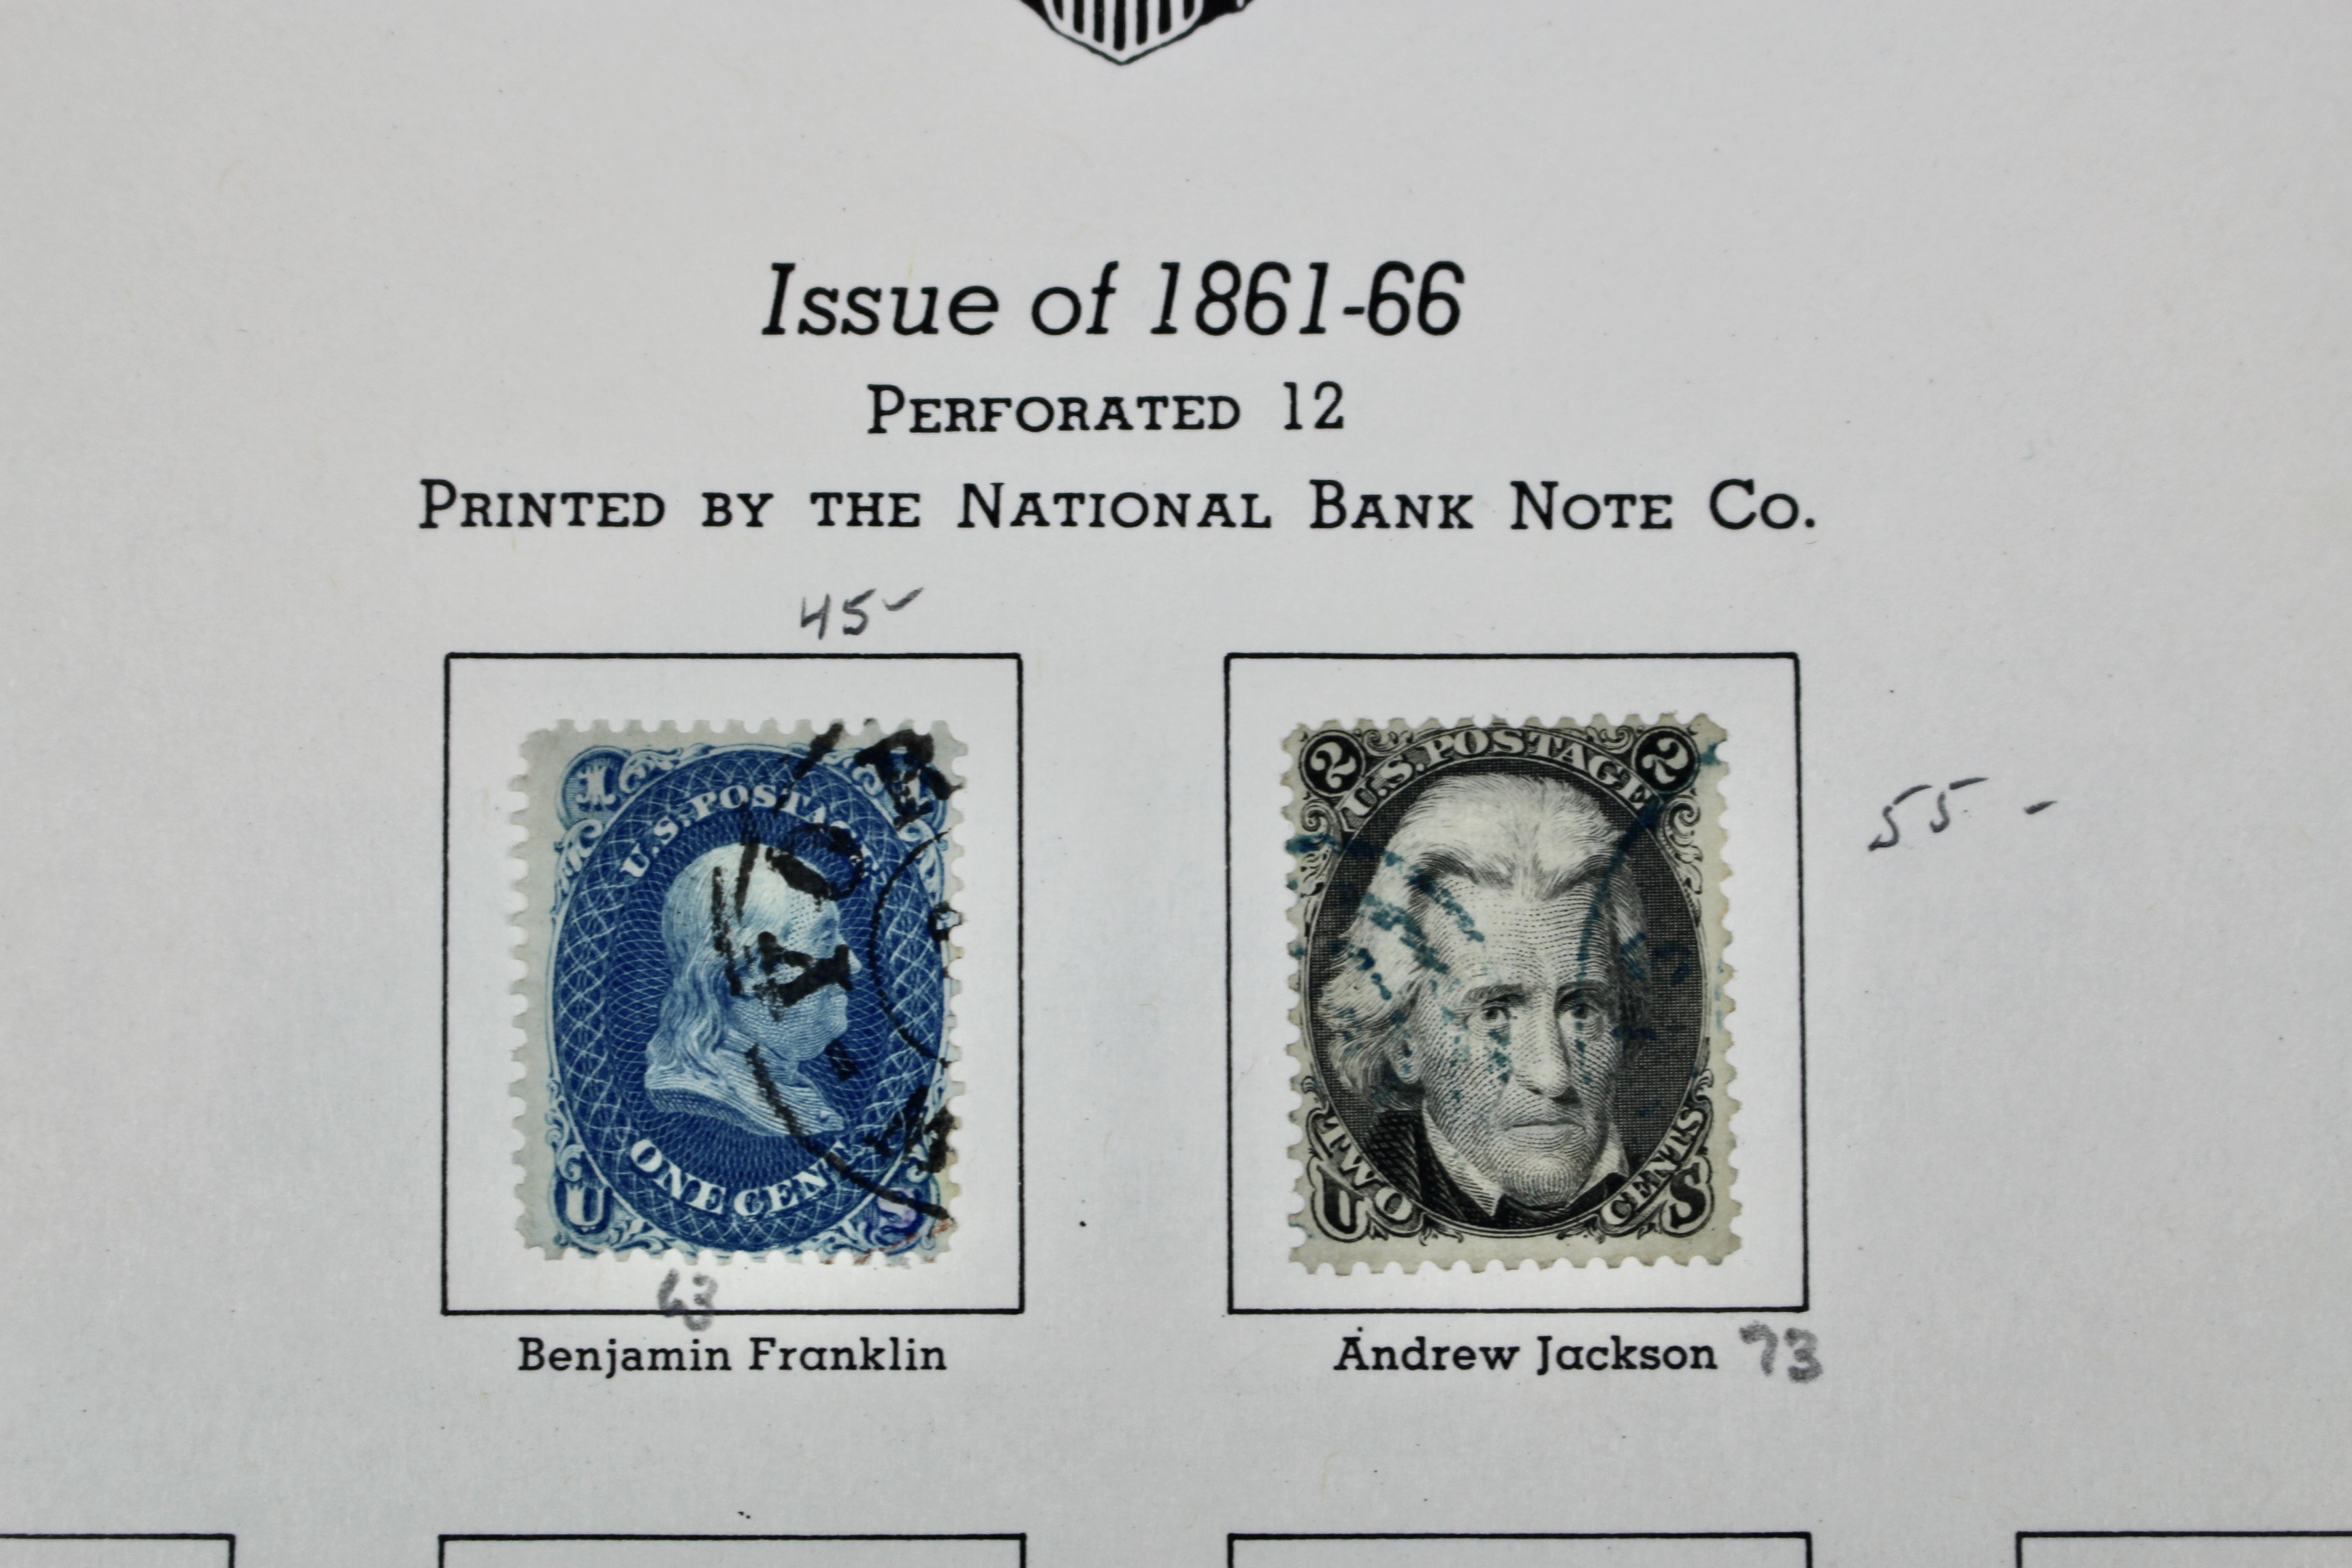 Issue of 1861-66
PERFORATED 12
PRINTED BY THE NATIONAL BANK NOTE CO.
45-
1
U.S. POSTAGE
ONE CENT
U S
63
Benjamin Franklin
2 2
U.S. POSTAGE
TWO CENTS
U S
55 -
Andrew Jackson 73